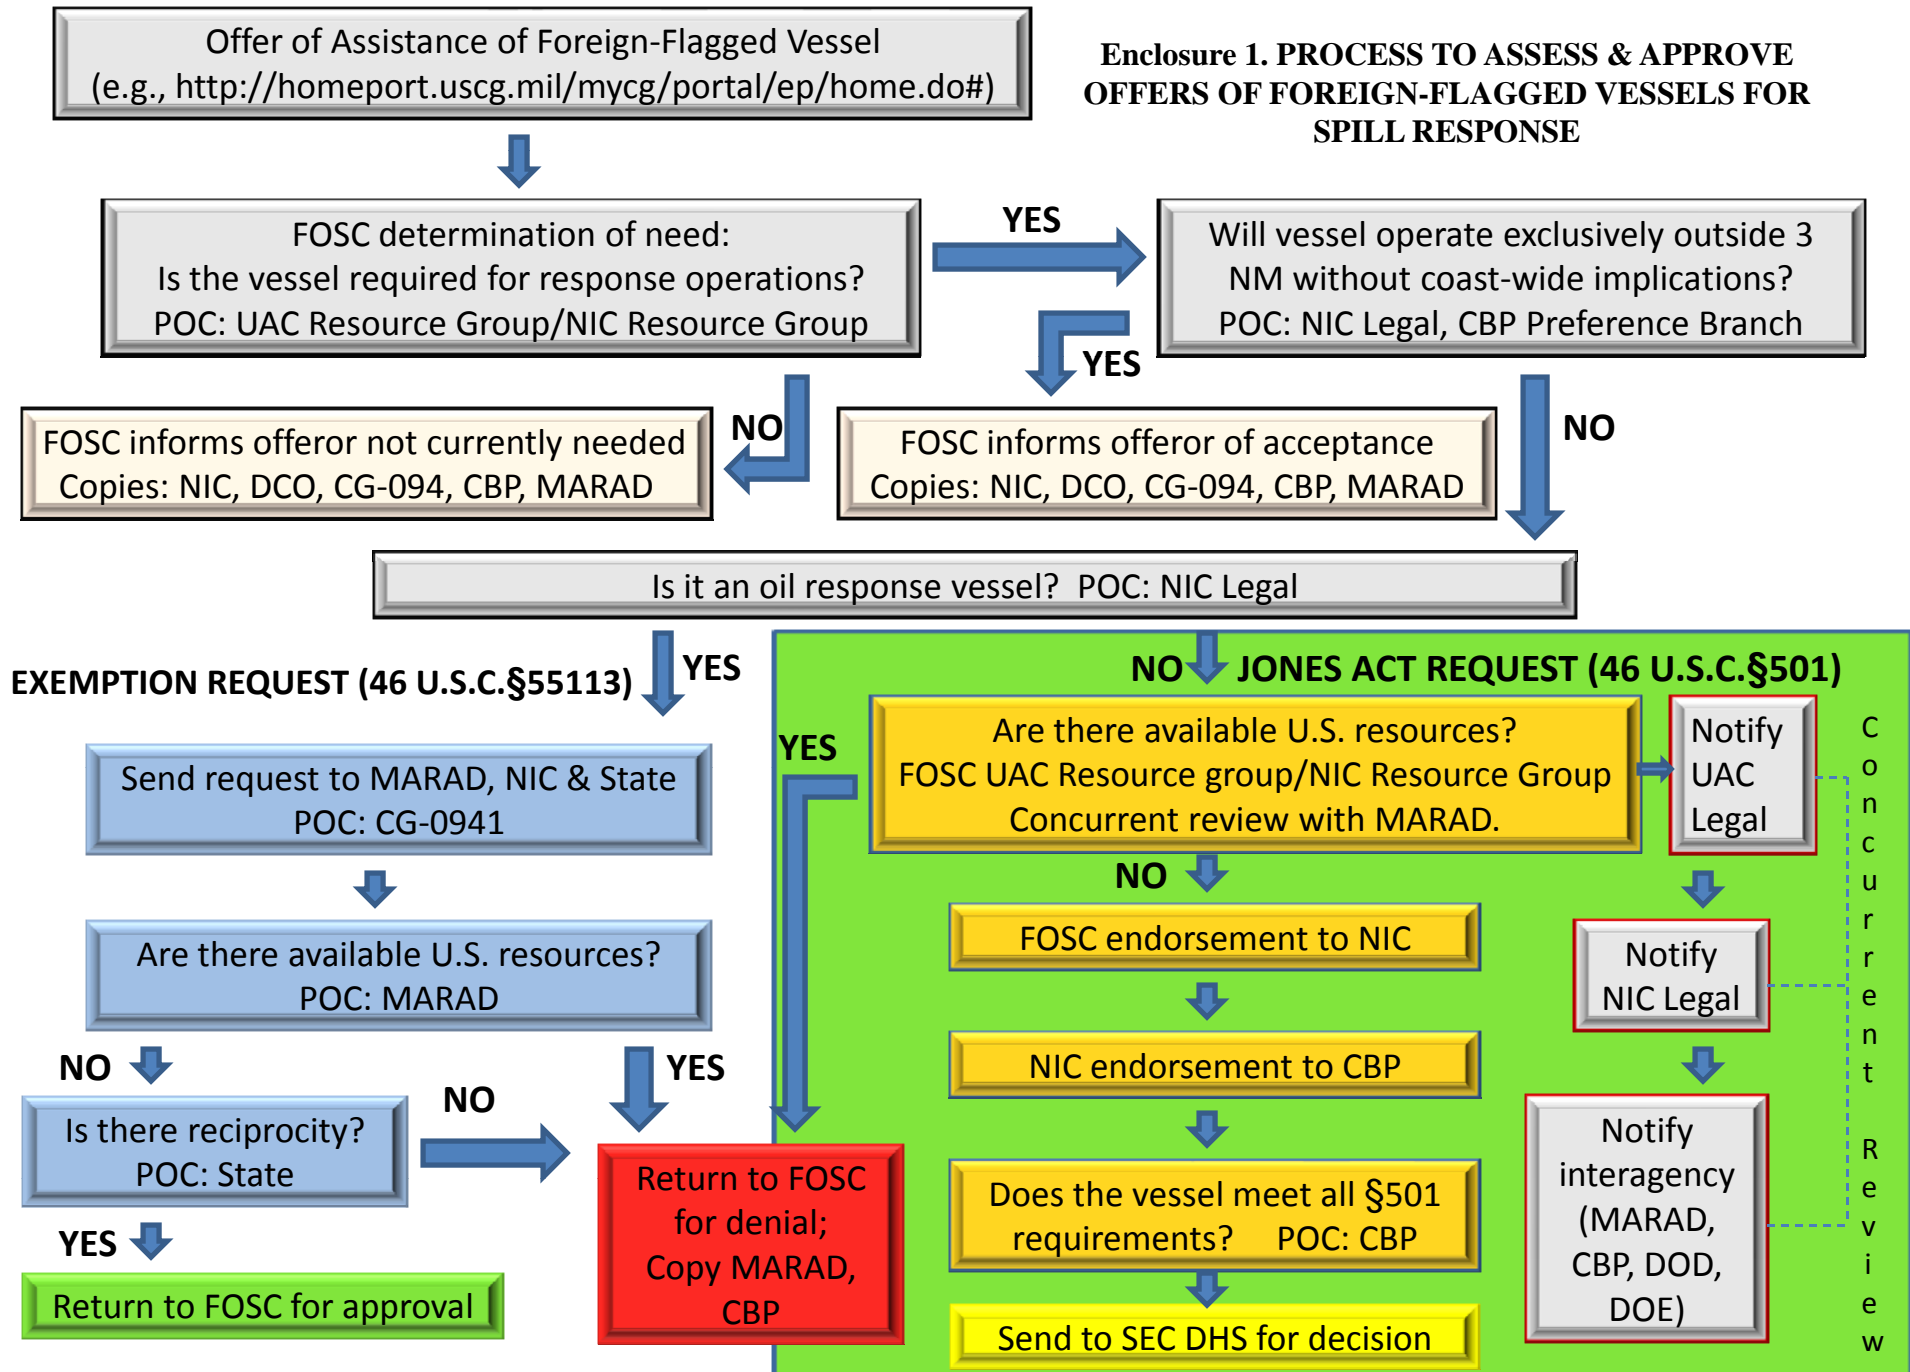 Offer of Assistance of Foreign-Flagged Vessel
(e.g., http://homeport.uscg.mil/mycg/portal/ep/home.do#)
Enclosure 1. PROCESS TO ASSESS & APPROVE
OFFERS OF FOREIGN-FLAGGED VESSELS FOR
SPILL RESPONSE
FOSC determination of need:
Is the vessel required for response operations?
POC: UAC Resource Group/NIC Resource Group
YES
Will vessel operate exclusively outside 3
NM without coast-wide implications?
POC: NIC Legal, CBP Preference Branch
YES
NO
NO
FOSC informs offeror not currently needed
Copies: NIC, DCO, CG-094, CBP, MARAD
FOSC informs offeror of acceptance
Copies: NIC, DCO, CG-094, CBP, MARAD
Is it an oil response vessel? POC: NIC Legal
EXEMPTION REQUEST (46 U.S.C.§55113)
YES
NO
JONES ACT REQUEST (46 U.S.C.§501)
Send request to MARAD, NIC & State
POC: CG-0941
Are there available U.S. resources?
POC: MARAD
NO
YES
Is there reciprocity?
POC: State
NO
YES
Return to FOSC for approval
Return to FOSC
for denial;
Copy MARAD,
CBP
YES
Are there available U.S. resources?
FOSC UAC Resource group/NIC Resource Group
Concurrent review with MARAD.
NO
FOSC endorsement to NIC
NIC endorsement to CBP
Does the vessel meet all §501
requirements? POC: CBP
Send to SEC DHS for decision
Notify
UAC
Legal
Notify
NIC Legal
Notify
interagency
(MARAD,
CBP, DOD,
DOE)
Concurrent Review